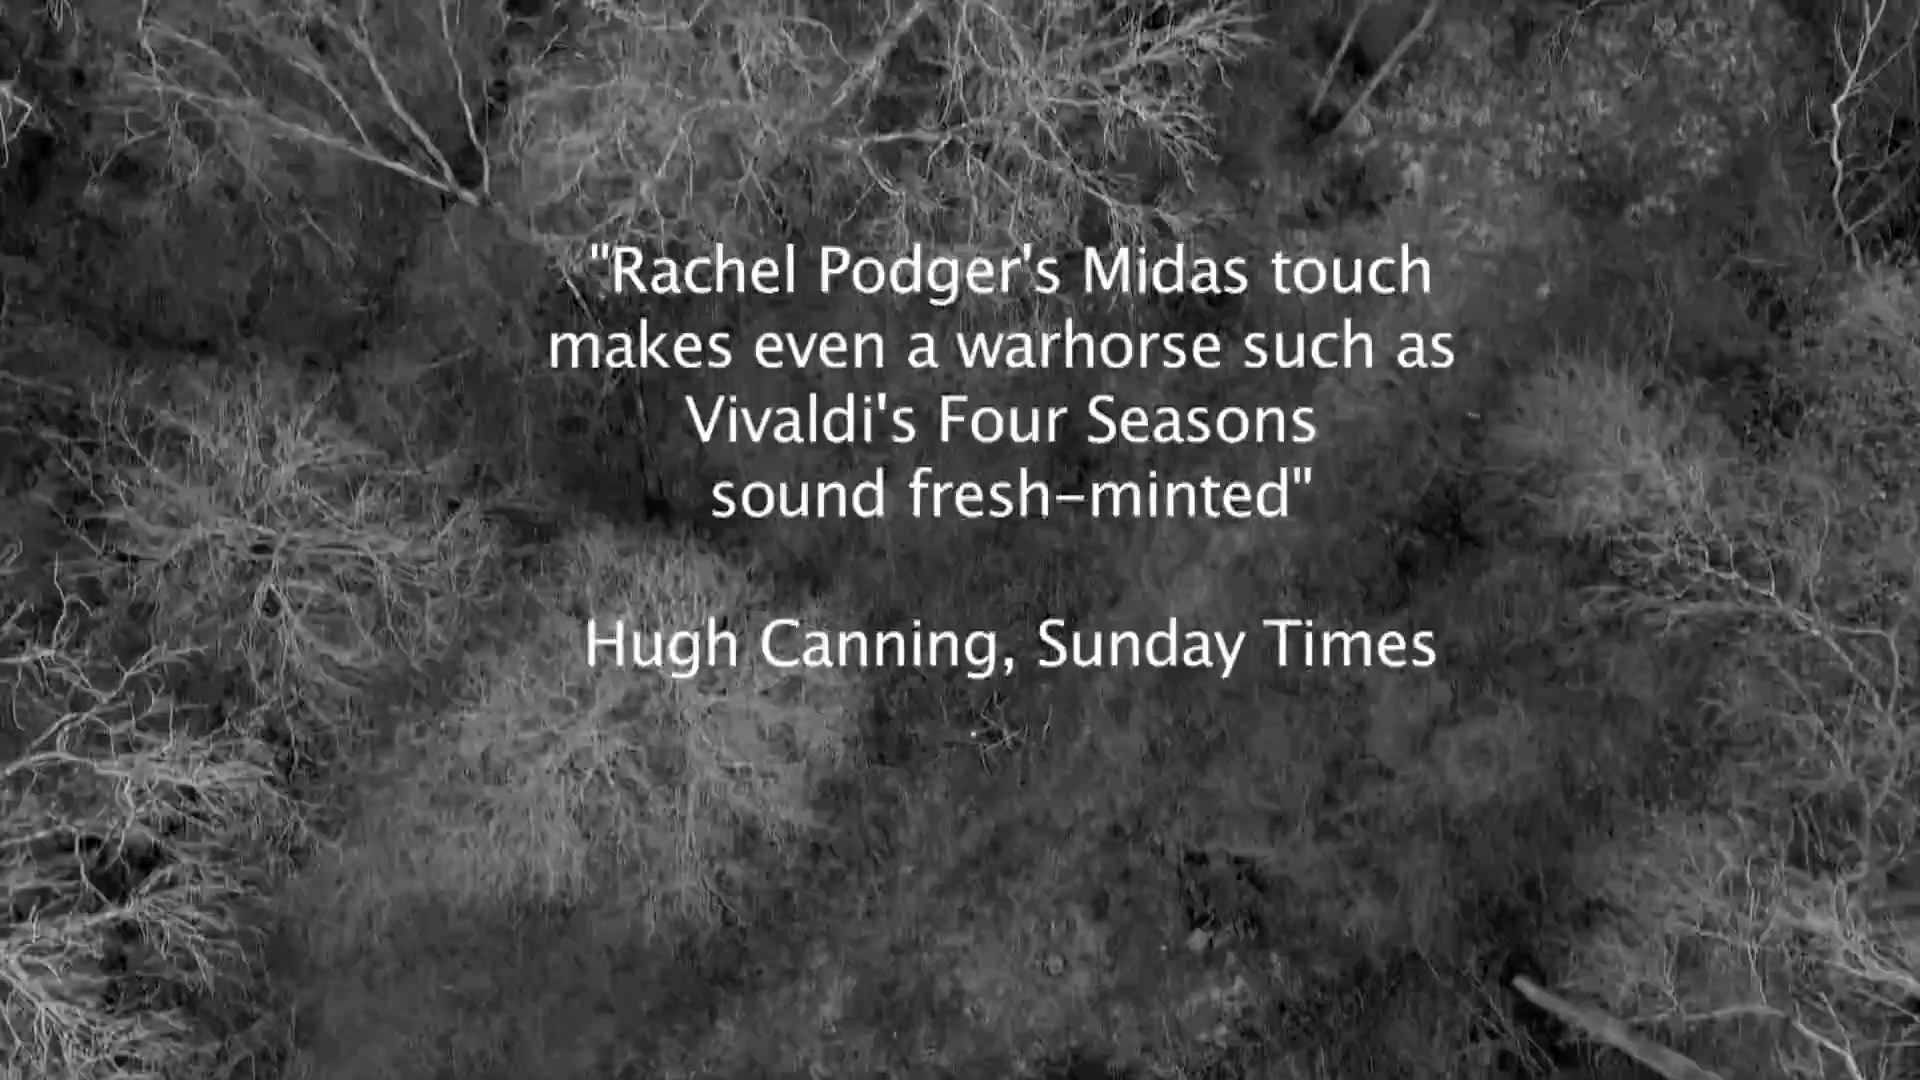 "Rachel Podger's Midas touch
makes even a warhorse such as
Vivaldi's Four Seasons
sound fresh-minted"
Hugh Canning, Sunday Times